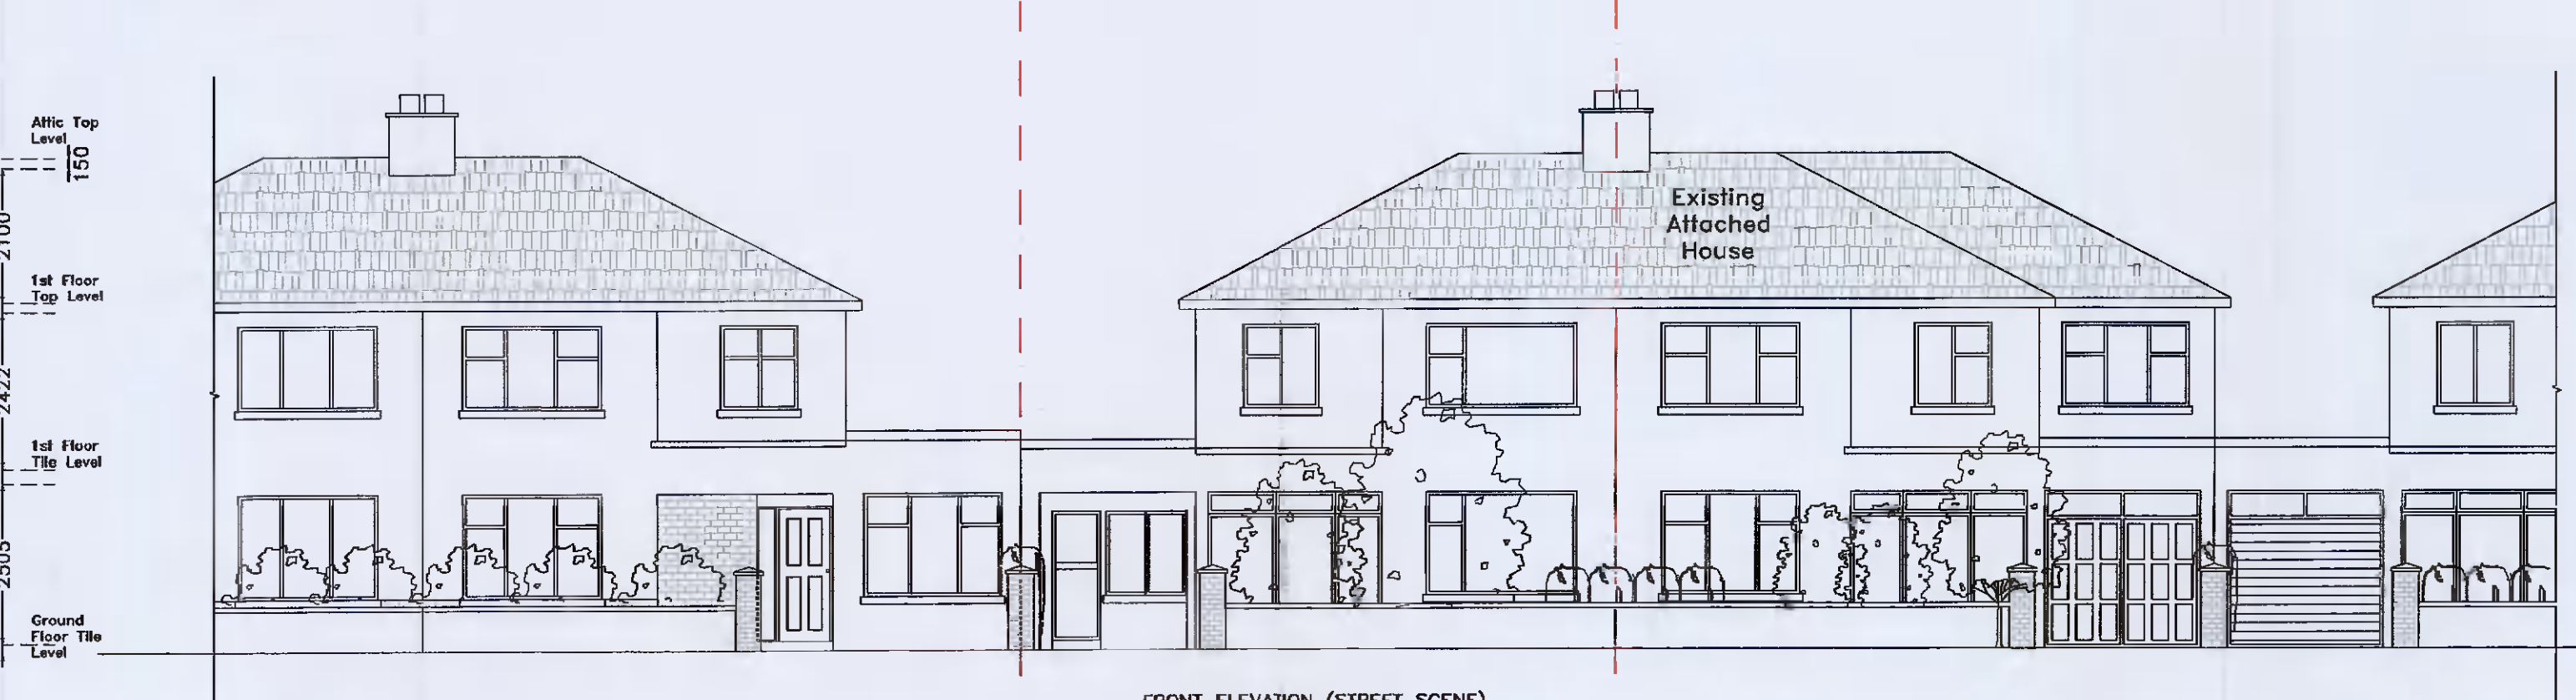 Attic Top
Level
150
2100
1st Floor
Top Level
2422
1st Floor
Tile Level
2505
Ground
Floor Tile
Level
Existing
Attached
House
FRONT ELEVATION (STREET SCENE)